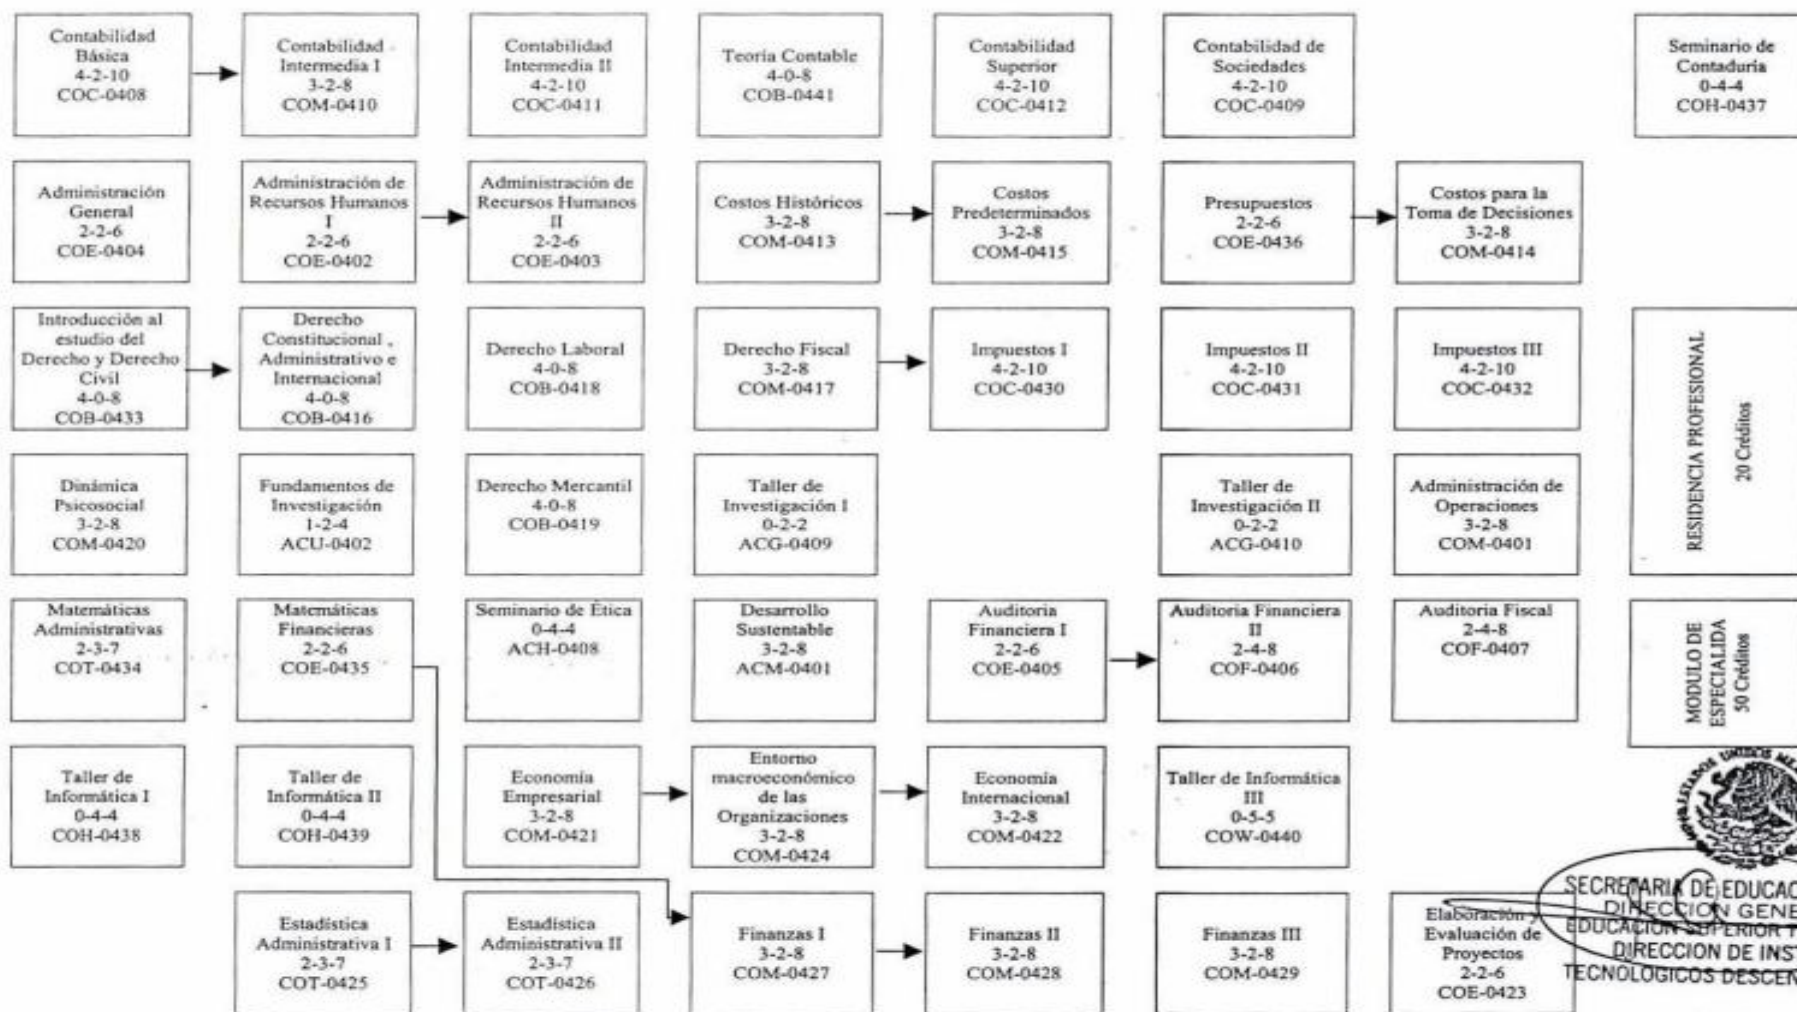 Contabilidad
Básica
4-2-10
COC-0408
Contabilidad
Intermedia I
3-2-8
COM-0410
Contabilidad
Intermedia II
4-2-10
COC-0411
Teoría Contable
4-0-8
COB-0441
Contabilidad
Superior
4-2-10
COC-0412
Contabilidad de
Sociedades
4-2-10
COC-0409
Seminario de
Contaduría
0-4-4
COH-0437
Administración
General
2-2-6
COE-0404
Administración de
Recursos Humanos
I
2-2-6
COE-0402
Administración de
Recursos Humanos
II
2-2-6
COE-0403
Costos Históricos
3-2-8
COM-0413
Costos
Predeterminados
3-2-8
COM-0415
Presupuestos
2-2-6
COE-0436
Costos para la
Toma de Decisiones
3-2-8
COM-0414
Introducción al
estudio del
Derecho y Derecho
Civil
4-0-8
COB-0433
Derecho
Constitucional ,
Administrativo e
Internacional
4-0-8
COB-0416
Derecho Laboral
4-0-8
COB-0418
Derecho Fiscal
3-2-8
COM-0417
Impuestos I
4-2-10
COC-0430
Impuestos II
4-2-10
COC-0431
Impuestos III
4-2-10
COC-0432
RESIDENCIA PROFESIONAL
20 Créditos
Dinámica
Psicosocial
3-2-8
COM-0420
Fundamentos de
Investigación
1-2-4
ACU-0402
Derecho Mercantil
4-0-8
COB-0419
Taller de
Investigación I
0-2-2
ACG-0409
Taller de
Investigación II
0-2-2
ACG-0410
Administración de
Operaciones
3-2-8
COM-0401
Matemáticas
Administrativas
2-3-7
COT-0434
Matemáticas
Financieras
2-2-6
COE-0435
Seminario de Ética
0-4-4
ACH-0408
Desarrollo
Sustentable
3-2-8
ACM-0401
Auditoria
Financiera I
2-2-6
COE-0405
Auditoria Financiera
II
2-4-8
COF-0406
Auditoria Fiscal
2-4-8
COF-0407
MODULO DE
ESPECIALIDA
50 Créditos
Taller de
Informática I
0-4-4
COH-0438
Taller de
Informática II
0-4-4
COH-0439
Economía
Empresarial
3-2-8
COM-0421
Entorno
macroeconómico
de las
Organizaciones
3-2-8
COM-0424
Economía
Internacional
3-2-8
COM-0422
Taller de Informática
III
0-5-5
COW-0440
Estadística
Administrativa I
2-3-7
COT-0425
Estadística
Administrativa II
2-3-7
COT-0426
Finanzas I
3-2-8
COM-0427
Finanzas II
3-2-8
COM-0428
Finanzas III
3-2-8
COM-0429
Elaboración y
Evaluación de
Proyectos
2-2-6
COE-0423
UNIDOS
SECRETARIA DE EDUCAC
DIRECCION GENE
EDUCACION SUPERIOR T
DIRECCION DE INST
TECNOLOGICOS DESCEN